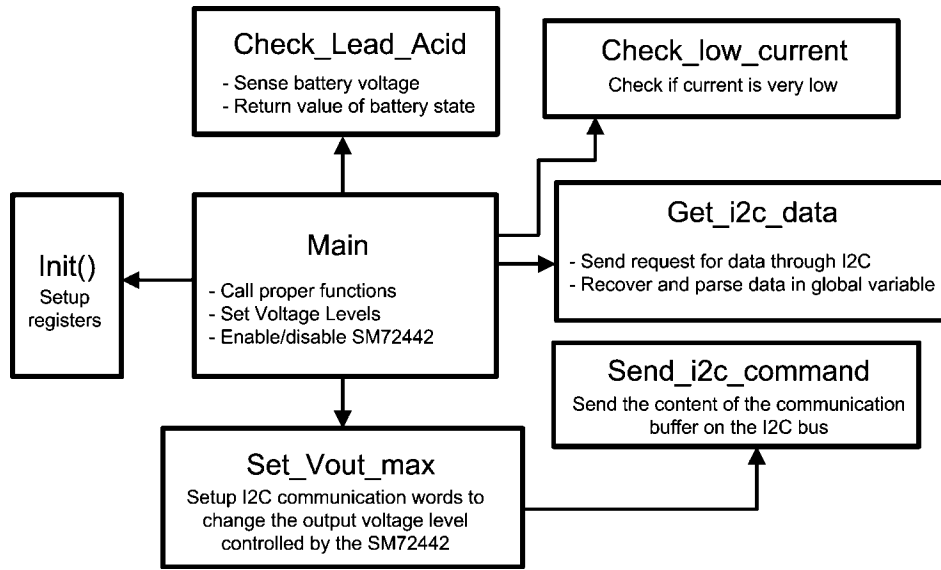 Check_Lead_Acid
- Sense battery voltage
- Return value of battery state
Check_low_current
Check if current is very low
Init()
Setup
registers
Main
- Call proper functions
- Set Voltage Levels
- Enable/disable SM72442
Get_i2c_data
- Send request for data through I2C
- Recover and parse data in global variable
Send_i2c_command
Send the content of the communication
buffer on the I2C bus
Set_Vout_max
Setup I2C communication words to
change the output voltage level
controlled by the SM72442